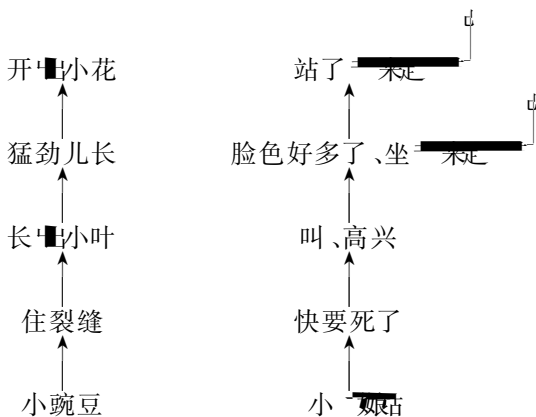 开出小花
站了
猛劲儿长
脸色好多了、坐
长出小叶
叫、高兴
住裂缝
快要死了
小豌豆
小